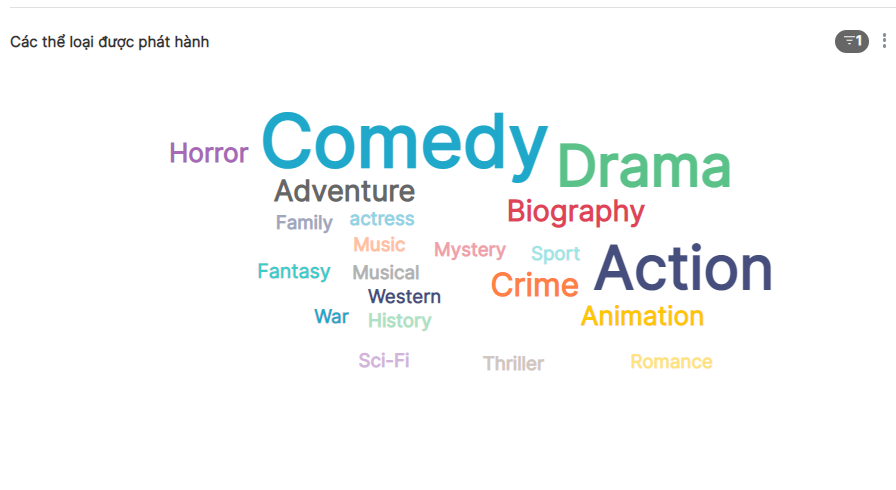 Các thể loại được phát hành
1
Horror Comedy Drama
Adventure
Biography
Family actress
Music Mystery Sport
Fantasy Musical Crime Action
Western
War History Animation
Sci-Fi Thriller Romance